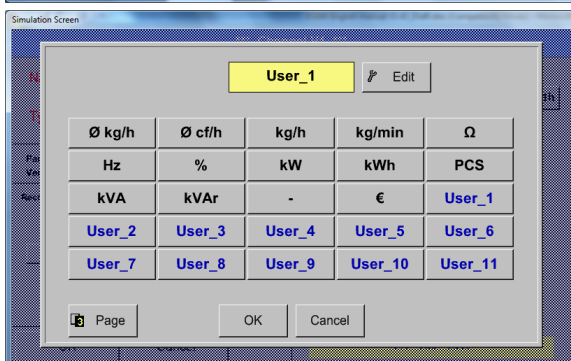 Simulation Screen
User_1 Edit
Ø kg/h Ø cf/h kg/h kg/min Ω
Hz % kW kWh PCS
kVA kVAr - € User_1
User_2 User_3 User_4 User_5 User_6
User_7 User_8 User_9 User_10 User_11
3 Page OK Cancel